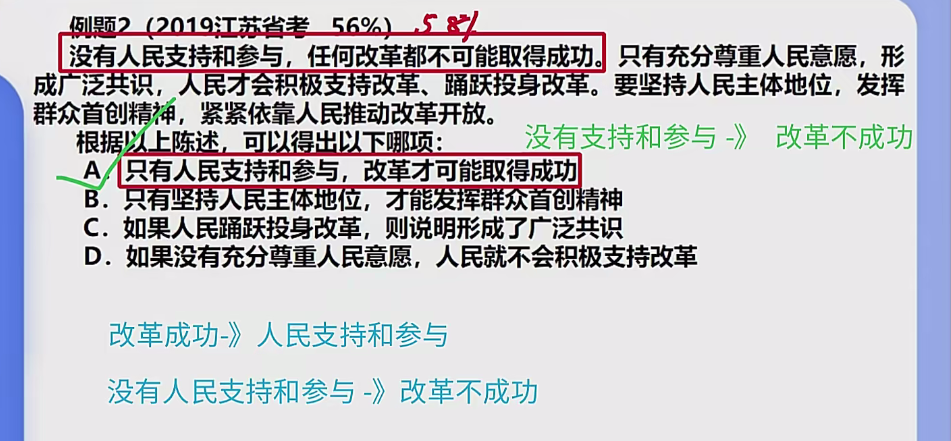 例题2（2019江苏省考 56%）58%
没有人民支持和参与，任何改革都不可能取得成功。只有充分尊重人民意愿，形
成广泛共识，人民才会积极支持改革、踊跃投身改革。要坚持人民主体地位，发挥
群众首创精神，紧紧依靠人民推动改革开放。
根据以上陈述，可以得出以下哪项：
没有支持和参与 -》 改革不成功
A．只有人民支持和参与，改革才可能取得成功
B．只有坚持人民主体地位，才能发挥群众首创精神
C．如果人民踊跃投身改革，则说明形成了广泛共识
D．如果没有充分尊重人民意愿，人民就不会积极支持改革
改革成功-》人民支持和参与
没有人民支持和参与 -》改革不成功